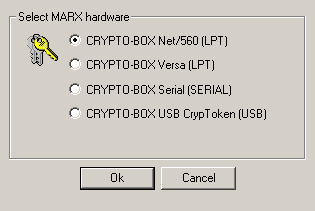 Select MARX hardware
CRYPTO-BOX Net/560 (LPT)
CRYPTO-BOX Versa (LPT)
CRYPTO-BOX Serial (SERIAL)
CRYPTO-BOX USB CrypToken (USB)
Ok Cancel